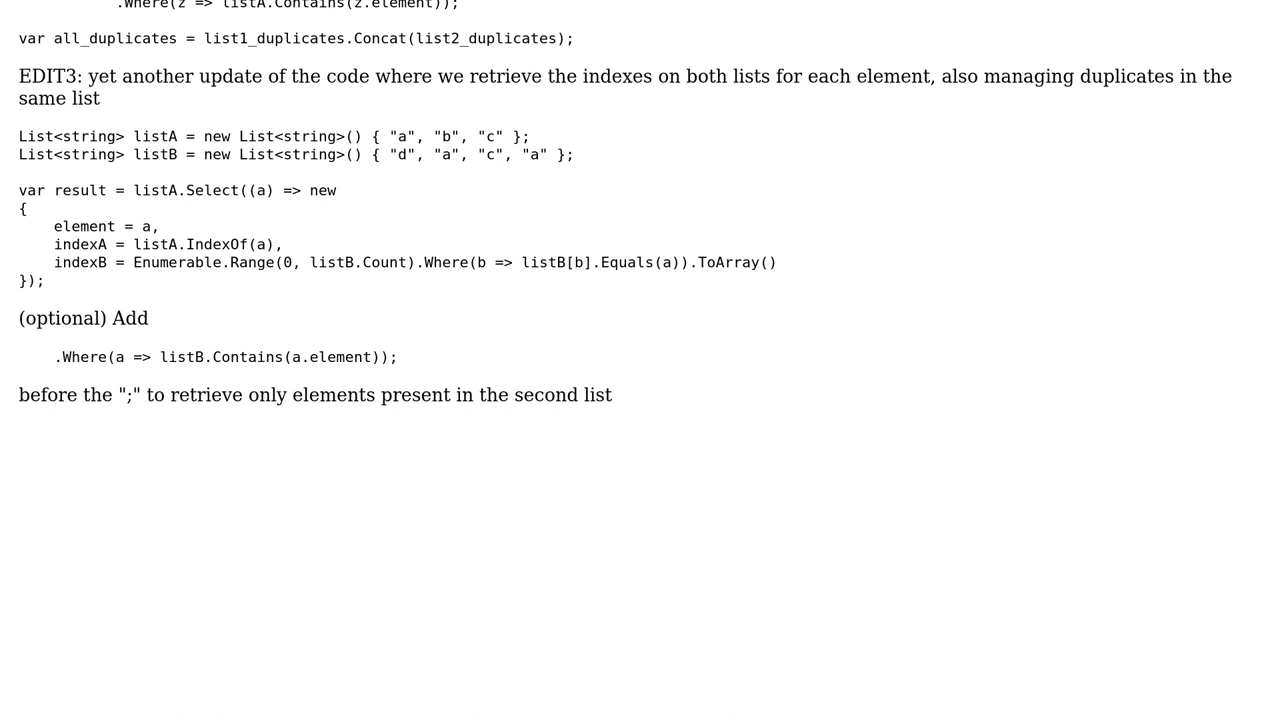 .Where(z => listA.Contains(z.element));
var all_duplicates = list1_duplicates.Concat(list2_duplicates);
EDIT3: yet another update of the code where we retrieve the indexes on both lists for each element, also managing duplicates in the
same list
List<string> listA = new List<string>() { "a", "b", "c" };
List<string> listB = new List<string>() { "d", "a", "c", "a" };
var result = listA.Select((a) => new
{
    element = a,
    indexA = listA.IndexOf(a),
    indexB = Enumerable.Range(0, listB.Count).Where(b => listB[b].Equals(a)).ToArray()
});
(optional) Add
    .Where(a => listB.Contains(a.element));
before the ";" to retrieve only elements present in the second list